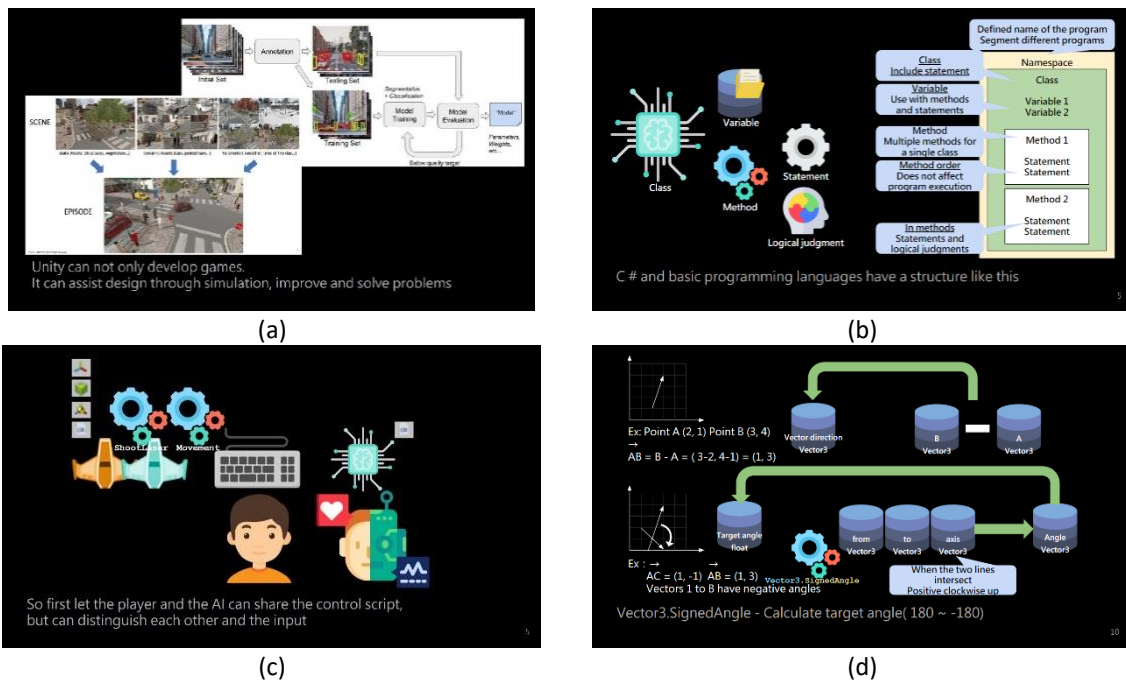 Initial Set
Annotation
Testing Set
Training Set
Segmentation
+ Classification
Model
Training
Model
Evaluation
"Model"
Parameters,
Weights,
etc...
Below quality target
SCENE
EPISODE
Unity can not only develop games.
It can assist design through simulation, improve and solve problems
(a)
Defined name of the program
Segment different programs
Namespace
Class
Include statement
Class
Variable
Use with methods
and statements
Variable 1
Variable 2
Method
Multiple methods for
a single class
Method 1
Statement
Statement
Method order
Does not affect
program execution
Method 2
Statement
Statement
In methods
Statements and
logical judgments
Class
Variable
Method
Statement
Logical judgment
C # and basic programming languages have a structure like this
5
(b)
ShootLaser
Movement
So first let the player and the AI can share the control script,
but can distinguish each other and the input
5
(c)
Ex: Point A (2, 1) Point B (3, 4)
→
AB = B - A = ( 3-2, 4-1) = (1, 3)
Vector direction
Vector3
B
Vector3
A
Vector3
Target angle
float
from
Vector3
to
Vector3
axis
Vector3
Angle
Vector3
Vector3.SignedAngle
When the two lines
intersect
Positive clockwise up
Ex : → →
AC = (1, -1) AB = (1, 3)
Vectors 1 to B have negative angles
Vector3.SignedAngle - Calculate target angle( 180 ~ -180)
10
(d)